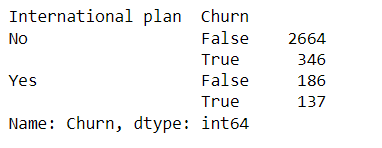 International plan  Churn
No                  False    2664
                    True      346
Yes                 False     186
                    True      137
Name: Churn, dtype: int64